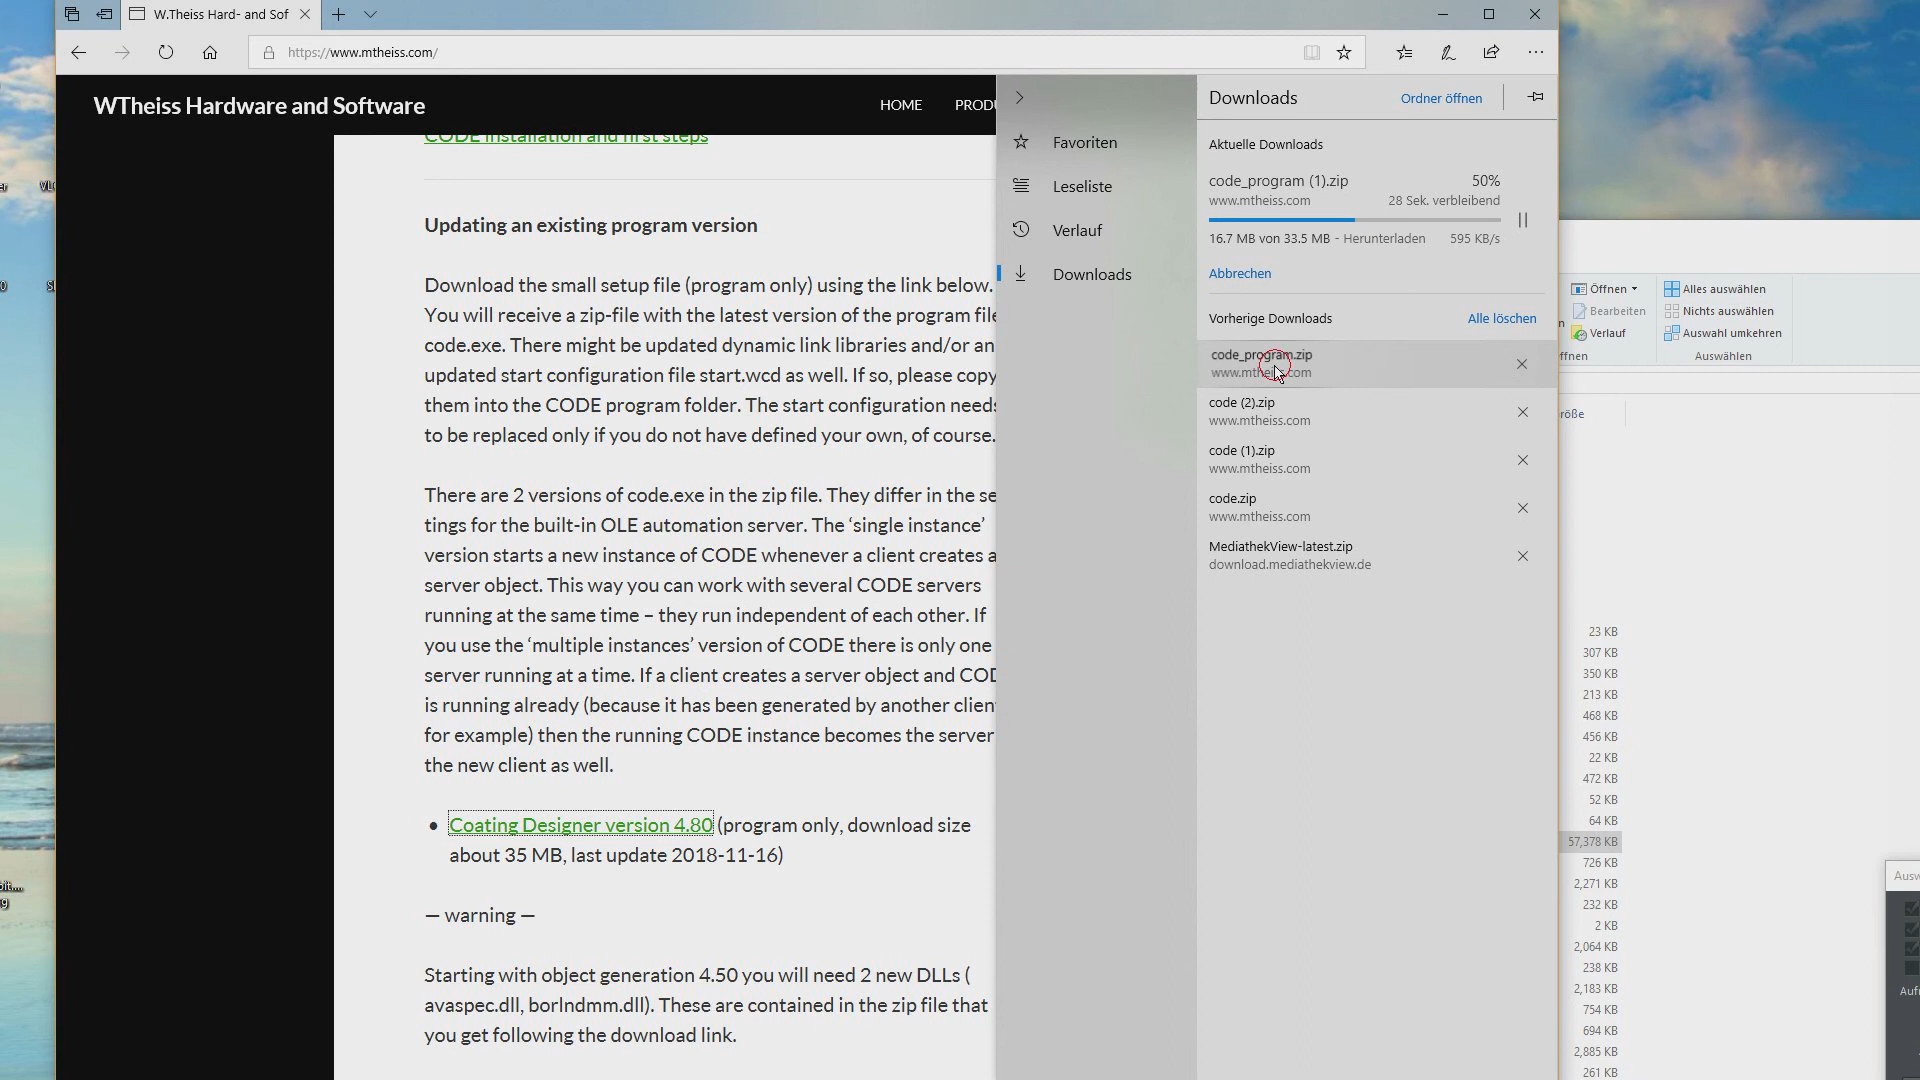 W.Theiss Hard- and Sof
https://www.mtheiss.com/
WTheiss Hardware and Software
HOME
CODE installation and first steps
Updating an existing program version
Download the small setup file (program only) using the link below.
You will receive a zip-file with the latest version of the program file
code.exe. There might be updated dynamic link libraries and/or an
updated start configuration file start.wcd as well. If so, please copy
them into the CODE program folder. The start configuration needs
to be replaced only if you do not have defined your own, of course.
There are 2 versions of code.exe in the zip file. They differ in the se
tings for the built-in OLE automation server. The ‘single instance’
version starts a new instance of CODE whenever a client creates a
server object. This way you can work with several CODE servers
running at the same time – they run independent of each other. If
you use the ‘multiple instances’ version of CODE there is only one
server running at a time. If a client creates a server object and COD
is running already (because it has been generated by another clien
for example) then the running CODE instance becomes the server
the new client as well.
• Coating Designer version 4.80 (program only, download size
about 35 MB, last update 2018-11-16)
— warning —
Starting with object generation 4.50 you will need 2 new DLLs (
avaspec.dll, borlndmm.dll). These are contained in the zip file that
you get following the download link.
Favoriten
Leseliste
Verlauf
Downloads
Downloads
Ordner öffnen
Aktuelle Downloads
code_program (1).zip 50%
www.mtheiss.com 28 Sek. verbleibend
16.7 MB von 33.5 MB - Herunterladen 595 KB/s
Abbrechen
Vorherige Downloads Alle löschen
code_program.zip
www.mtheiss.com
code (2).zip
www.mtheiss.com
code (1).zip
www.mtheiss.com
code.zip
www.mtheiss.com
MediathekView-latest.zip
download.mediathekview.de
Öffnen
Bearbeiten
Verlauf
ffnen
Alles auswählen
Nichts auswählen
Auswahl umkehren
Auswählen
röße
23 KB
307 KB
350 KB
213 KB
468 KB
456 KB
22 KB
472 KB
52 KB
64 KB
57,378 KB
726 KB
2,271 KB
232 KB
2 KB
2,064 KB
238 KB
2,183 KB
754 KB
694 KB
2,885 KB
261 KB